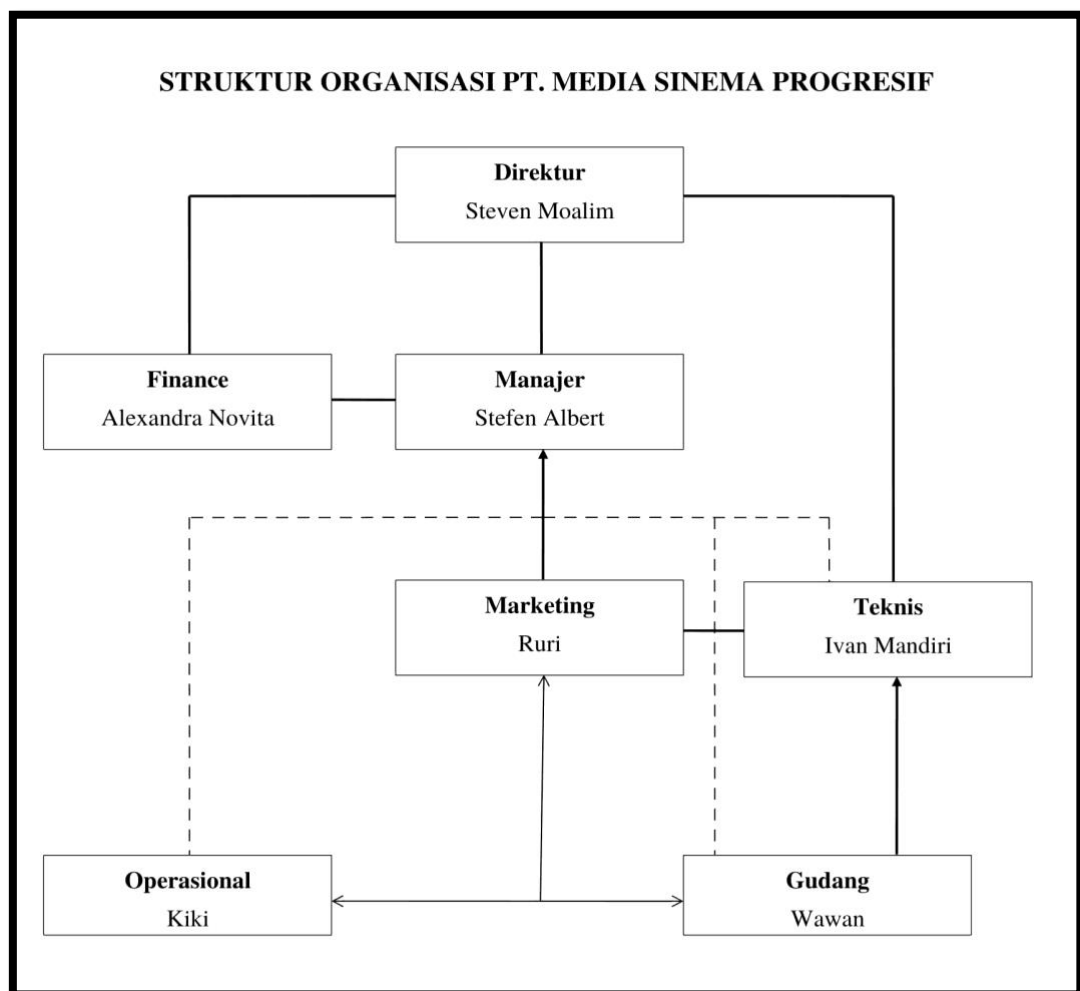 STRUKTUR ORGANISASI PT. MEDIA SINEMA PROGRESIF
Direktur
Steven Moalim
Finance
Alexandra Novita
Manajer
Stefen Albert
Marketing
Ruri
Teknis
Ivan Mandiri
Operasional
Kiki
Gudang
Wawan